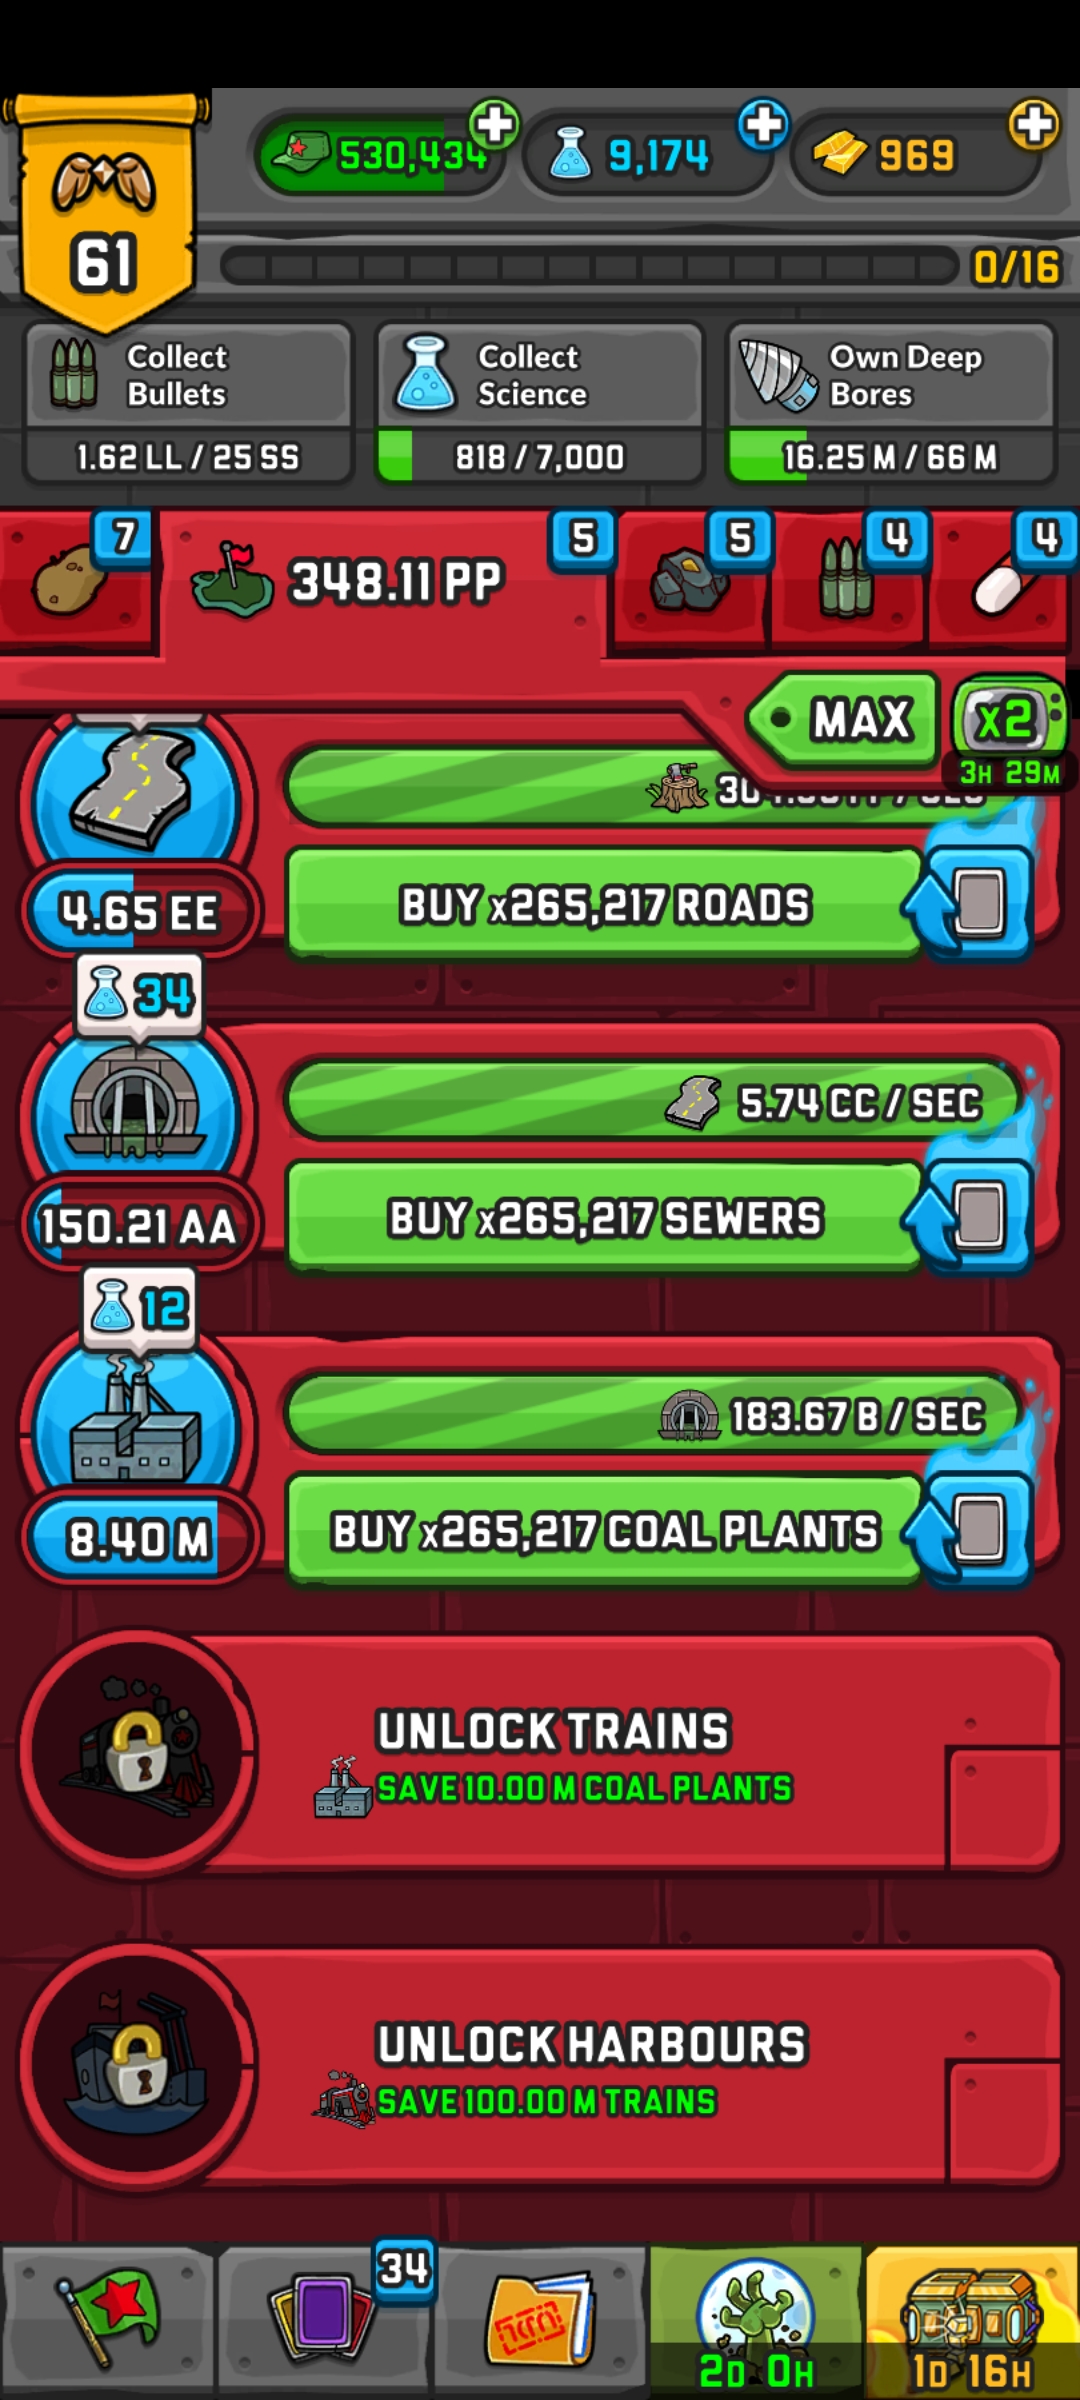 530,434
9,174
969
61
0/16
Collect
Bullets
1.62 LL / 25 SS
Collect
Science
818 / 7,000
Own Deep
Bores
16.25 M / 66 M
7
348.11 PP
5
5
4
4
MAX
x2
3H 29M
4.65 EE
BUY x265,217 ROADS
34
5.74 CC / SEC
150.21 AA
BUY x265,217 SEWERS
12
183.67 B / SEC
8.40 M
BUY x265,217 COAL PLANTS
UNLOCK TRAINS
SAVE 10.00 M COAL PLANTS
UNLOCK HARBOURS
SAVE 100.00 M TRAINS
34
2D 0H
1D 16H